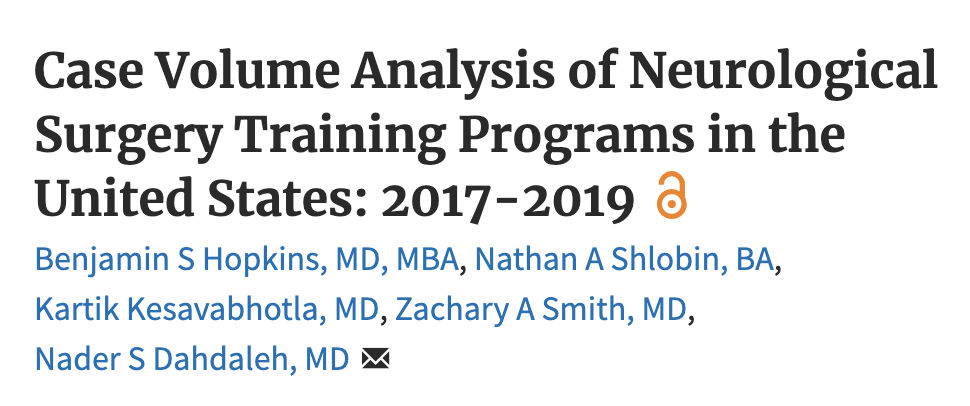 Case Volume Analysis of Neurological
Surgery Training Programs in the
United States: 2017-2019
Benjamin S Hopkins, MD, MBA, Nathan A Shlobin, BA,
Kartik Kesavabhotla, MD, Zachary A Smith, MD,
Nader S Dahdaleh, MD